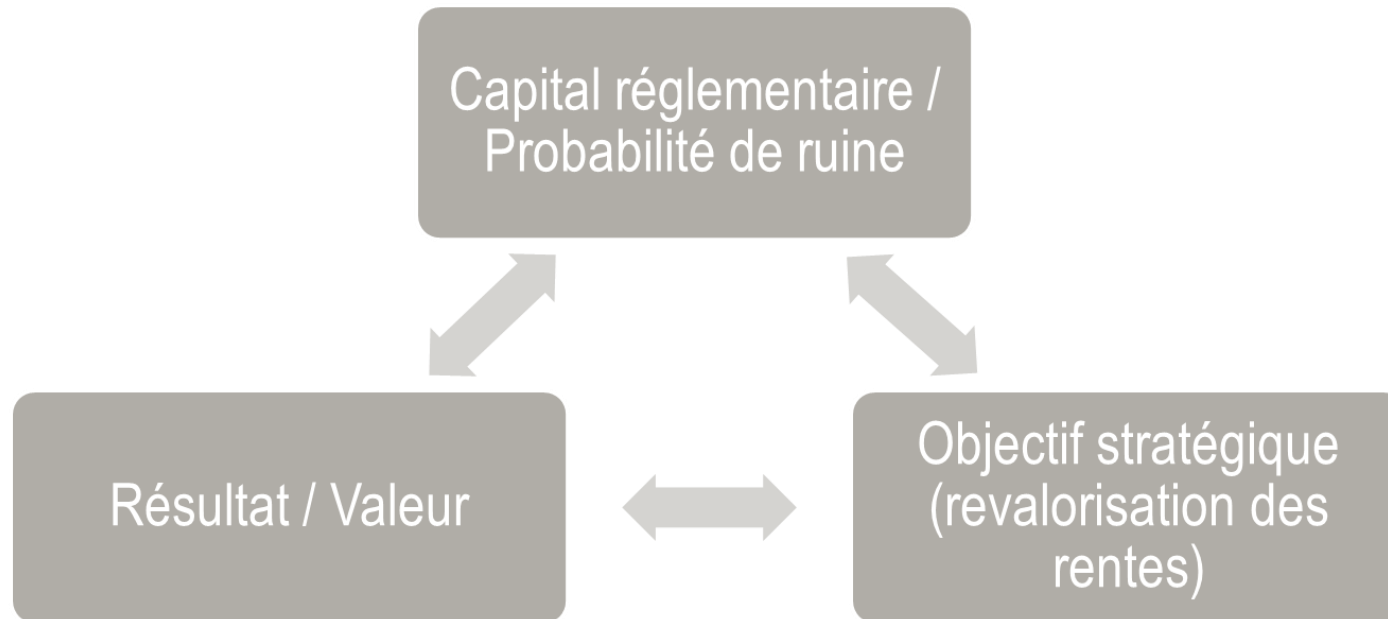 Capital réglementaire /
Probabilité de ruine
Résultat / Valeur
Objectif stratégique
(revalorisation des
rentes)